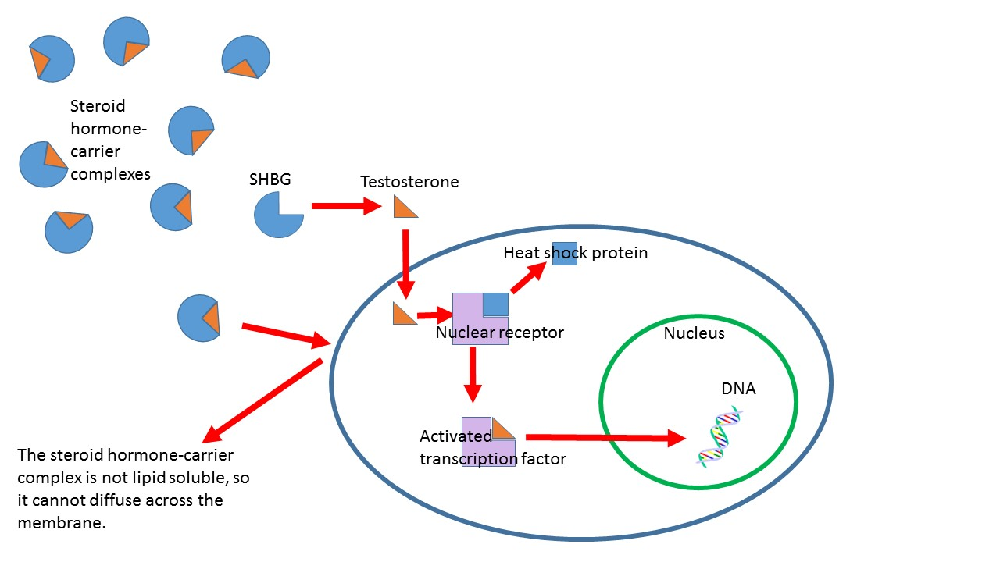 Steroid
hormone-
carrier
complexes
SHBG
Testosterone
Heat shock protein
Nuclear receptor
Nucleus
DNA
Activated
transcription factor
The steroid hormone-carrier
complex is not lipid soluble, so
it cannot diffuse across the
membrane.